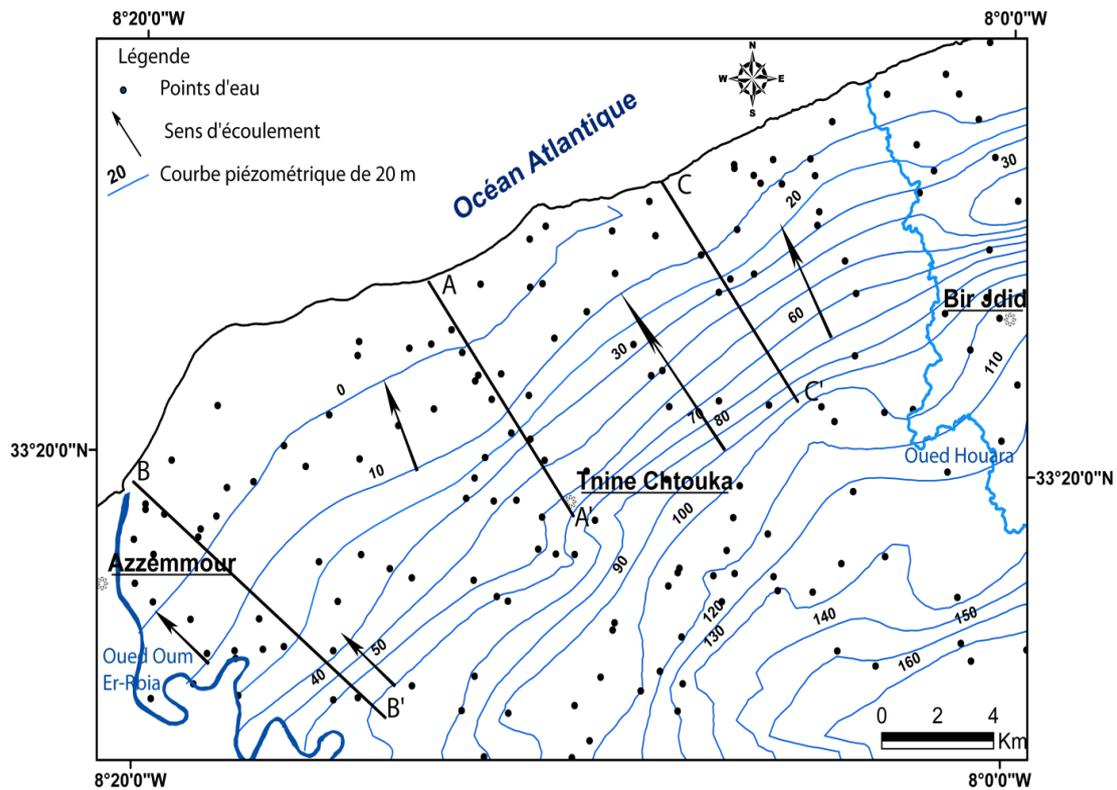 8°20'0"W
8°0'0"W
Légende
Points d'eau
Sens d'écoulement
20
Courbe piézométrique de 20 m
Océan Atlantique
N
W
E
S
C
30
20
A
Bir Jdid
60
30
110
C'
0
70
80
33°20'0"N
10
B
Oued Houara
Tnine Chtouka
33°20'0"N
A'
100
Azzemmour
90
120
140
150
130
50
Oued Oum
Er-Rbia
160
40
B'
0
2
4
Km
8°20'0"W
8°0'0"W